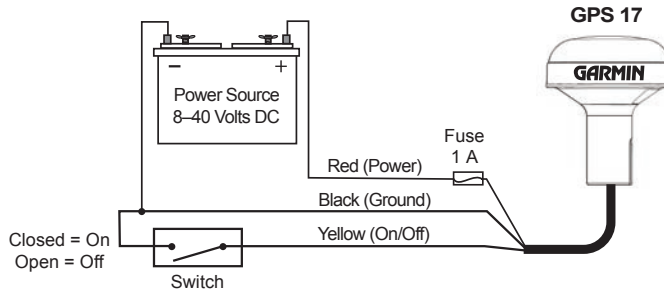 GPS 17
GARMIN
– +
Power Source
8–40 Volts DC
Fuse
1 A
Red (Power)
Black (Ground)
Yellow (On/Off)
Closed = On
Open = Off
Switch